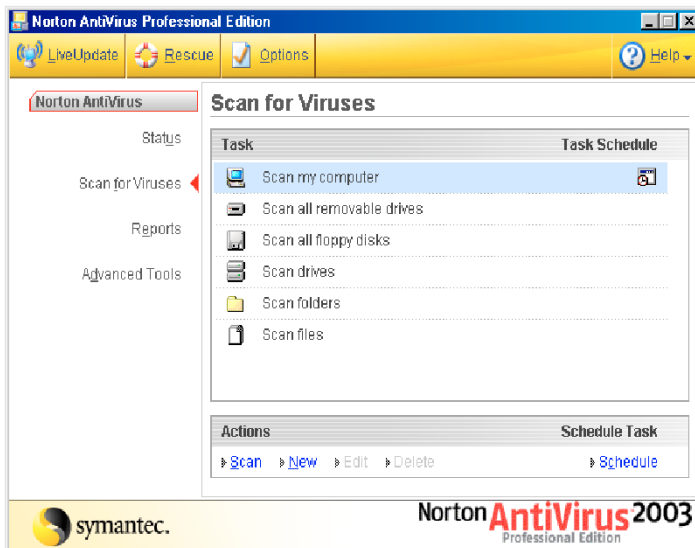 Norton AntiVirus Professional Edition
LiveUpdate Rescue Options Help
Norton AntiVirus
Status
Scan for Viruses
Reports
Advanced Tools
Scan for Viruses
Task Task Schedule
Scan my computer
Scan all removable drives
Scan all floppy disks
Scan drives
Scan folders
Scan files
Actions Schedule Task
Scan New Edit Delete Schedule
symantec.
Norton AntiVirus 2003
Professional Edition